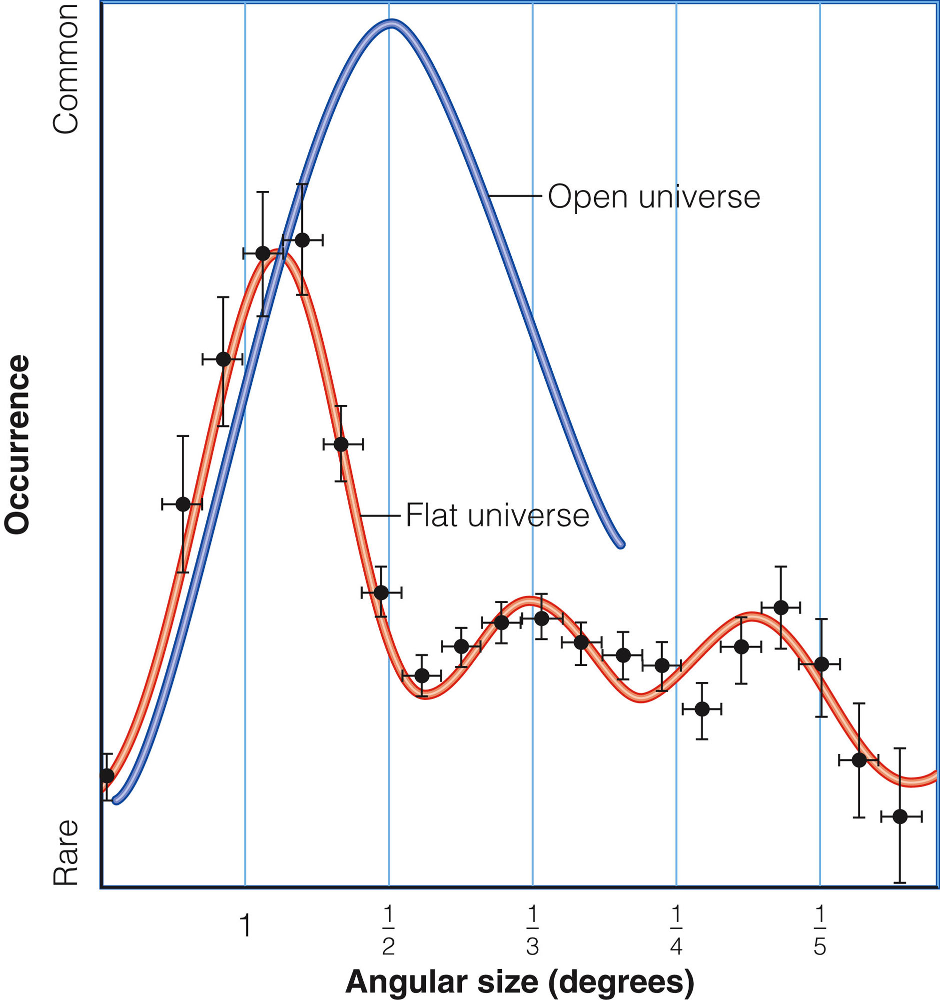 Common
Occurrence
Rare
Open universe
Flat universe
1
1/2
1/3
1/4
1/5
Angular size (degrees)